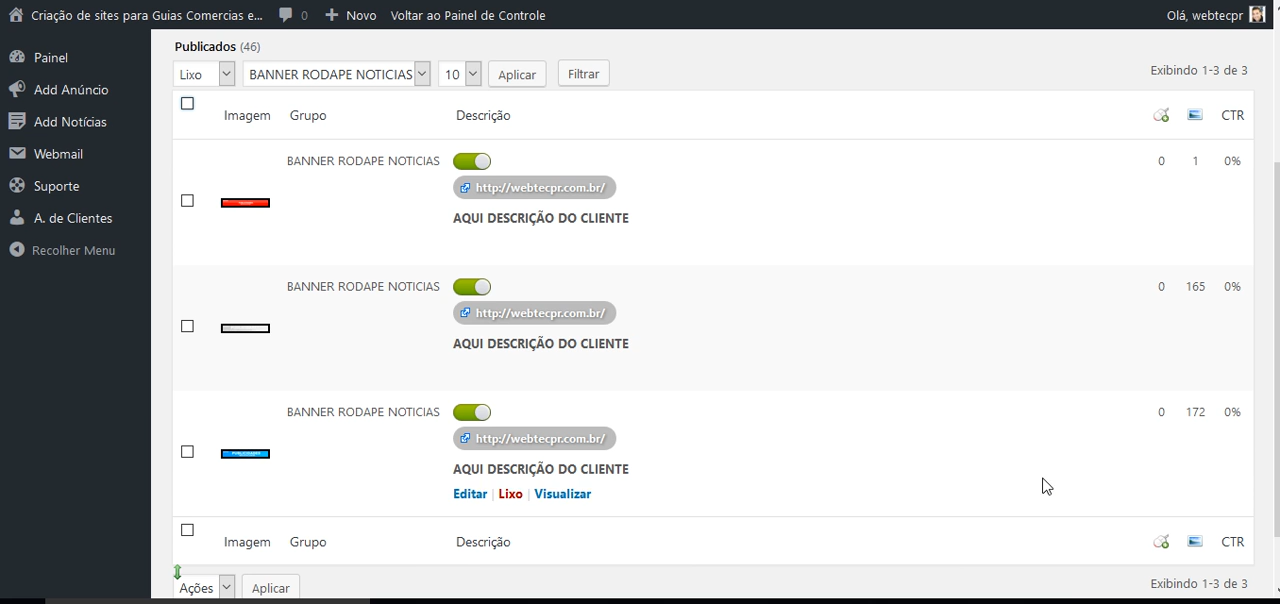 Criação de sites para Guias Comercias e... 0 Novo Voltar ao Painel de Controle Olá, webtecpr
Painel
Add Anúncio
Add Notícias
Webmail
Suporte
A. de Clientes
Recolher Menu
Publicados (46)
Lixo BANNER RODAPE NOTICIAS 10 Aplicar Filtrar Exibindo 1-3 de 3
Imagem Grupo Descrição CTR
BANNER RODAPE NOTICIAS 0 1 0%
http://webtecpr.com.br/
AQUI DESCRIÇÃO DO CLIENTE
BANNER RODAPE NOTICIAS 0 165 0%
http://webtecpr.com.br/
AQUI DESCRIÇÃO DO CLIENTE
BANNER RODAPE NOTICIAS 0 172 0%
http://webtecpr.com.br/
AQUI DESCRIÇÃO DO CLIENTE
Editar | Lixo | Visualizar
Imagem Grupo Descrição CTR
Ações Aplicar Exibindo 1-3 de 3